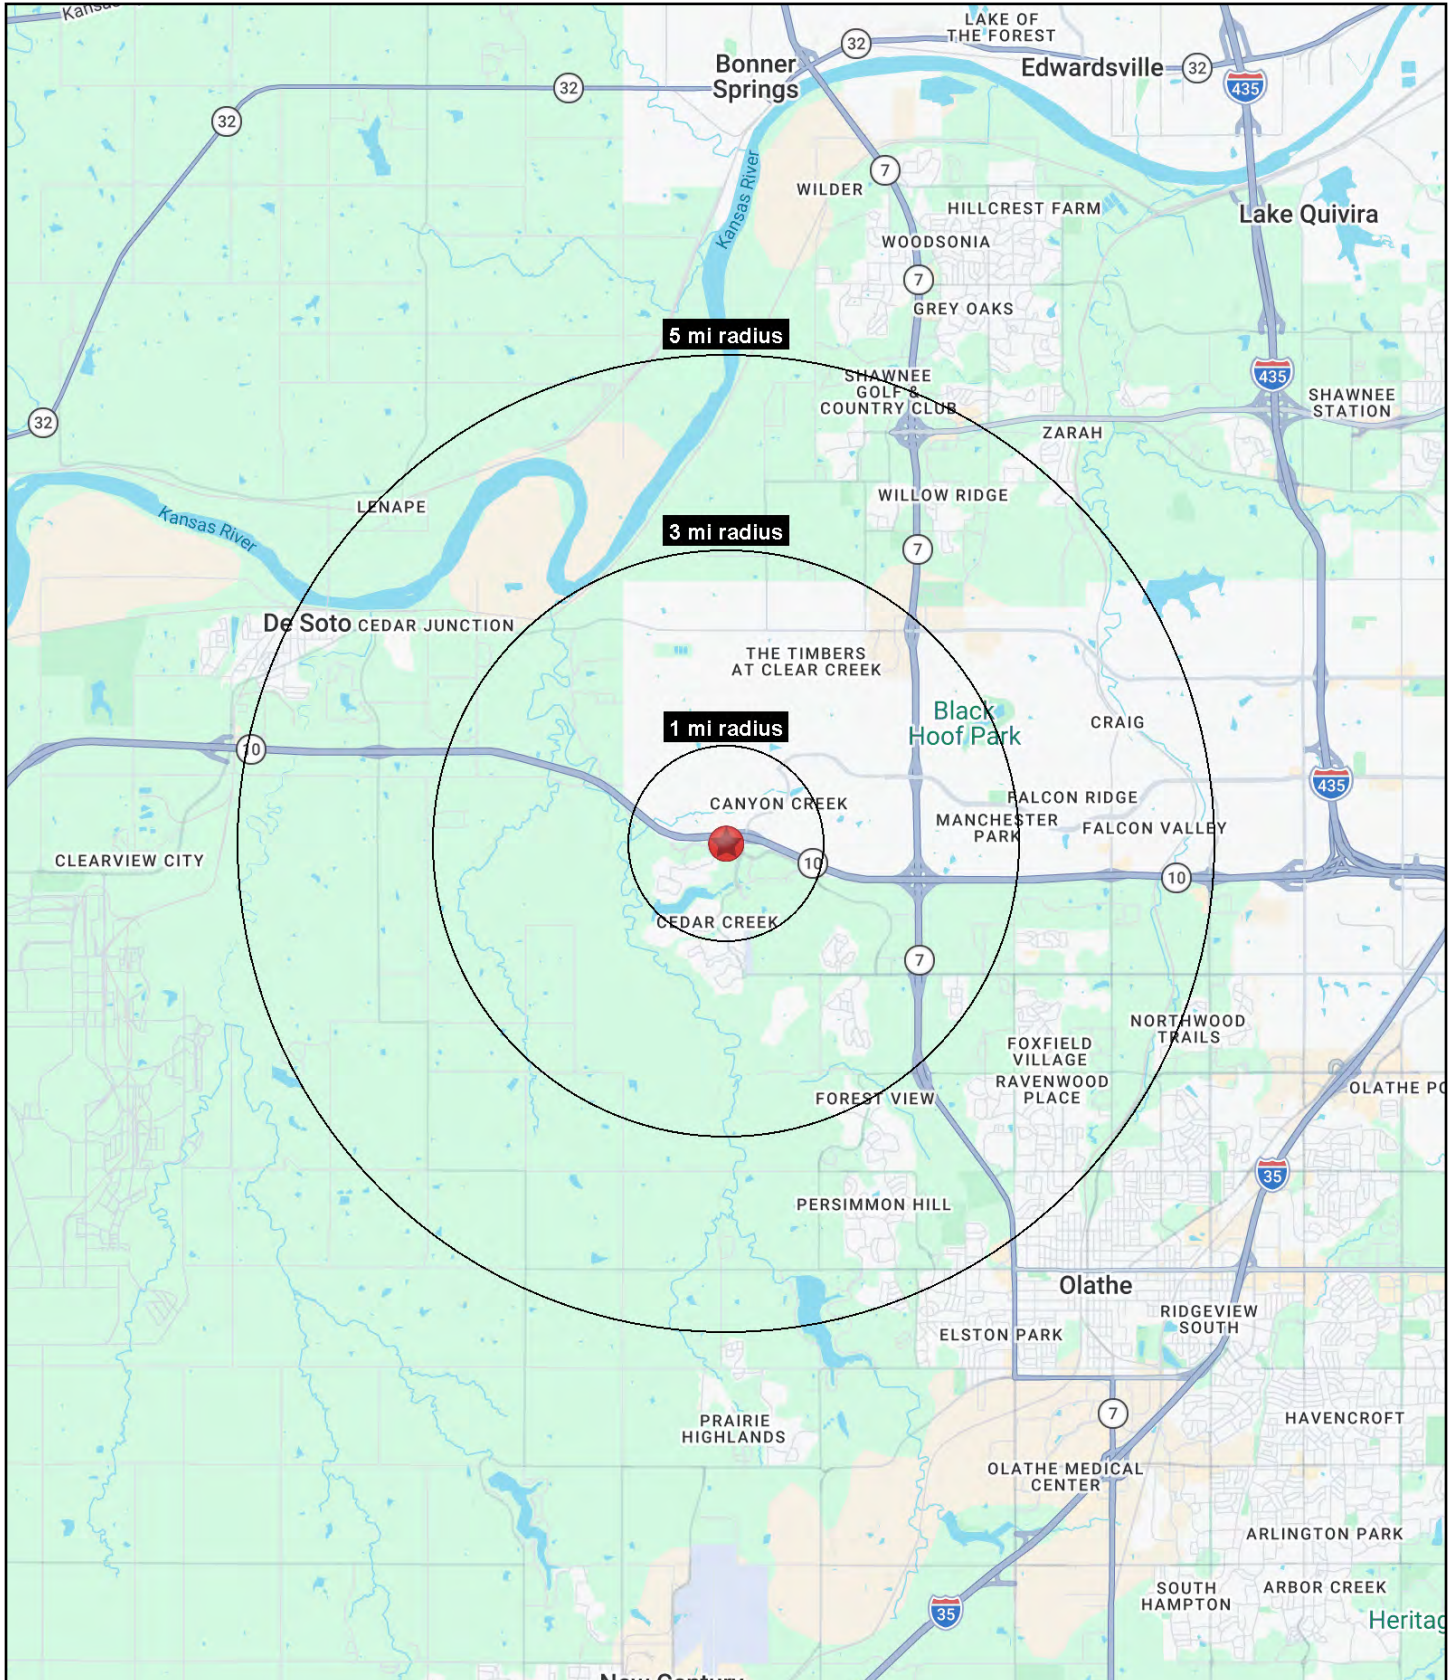 Kansas
LAKE OF
THE FOREST
32
Bonner
Springs
Edwardsville
32
32
435
32
Kansas River
7
WILDER
HILLCREST FARM
Lake Quivira
WOODSONIA
7
GREY OAKS
5 mi radius
SHAWNEE
GOLF &
COUNTRY CLUB
435
SHAWNEE
STATION
32
ZARAH
LENAPE
WILLOW RIDGE
Kansas River
3 mi radius
7
De Soto
CEDAR JUNCTION
THE TIMBERS
AT CLEAR CREEK
Black
Hoof Park
CRAIG
1 mi radius
10
435
CANYON CREEK
FALCON RIDGE
MANCHESTER
PARK
FALCON VALLEY
CLEARVIEW CITY
10
10
CEDAR CREEK
7
NORTHWOOD
TRAILS
FOXFIELD
VILLAGE
RAVENWOOD
PLACE
OLATHE PO
FOREST VIEW
35
PERSIMMON HILL
Olathe
RIDGEVIEW
SOUTH
ELSTON PARK
7
HAVENCROFT
PRAIRIE
HIGHLANDS
OLATHE MEDICAL
CENTER
ARLINGTON PARK
SOUTH
HAMPTON
ARBOR CREEK
35
Heritag
New Century